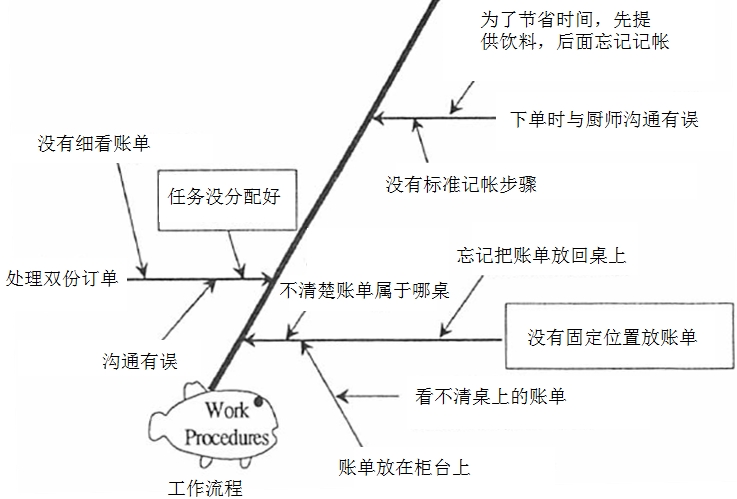 为了节省时间，先提
供饮料，后面忘记记帐
下单时与厨师沟通有误
没有细看账单
没有标准记帐步骤
任务没分配好
忘记把账单放回桌上
处理双份订单
不清楚账单属于哪桌
没有固定位置放账单
沟通有误
看不清桌上的账单
Work
Procedures
账单放在柜台上
工作流程